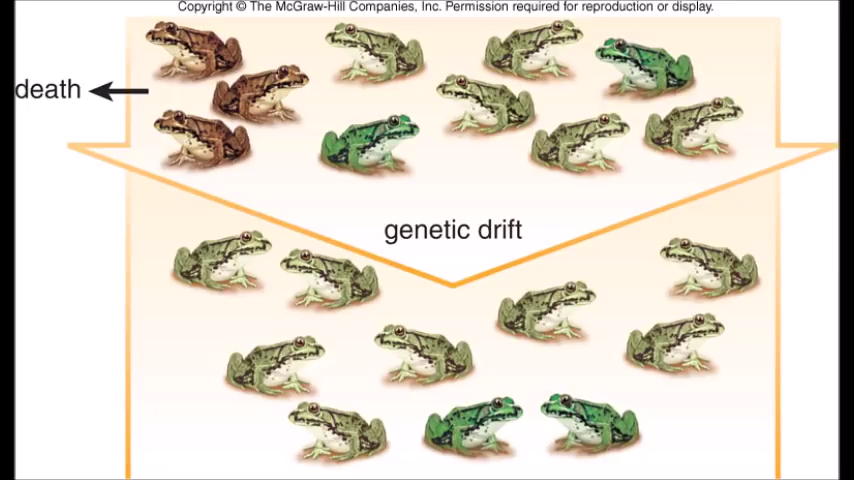 Copyright © The McGraw-Hill Companies, Inc. Permission required for reproduction or display.
death
genetic drift